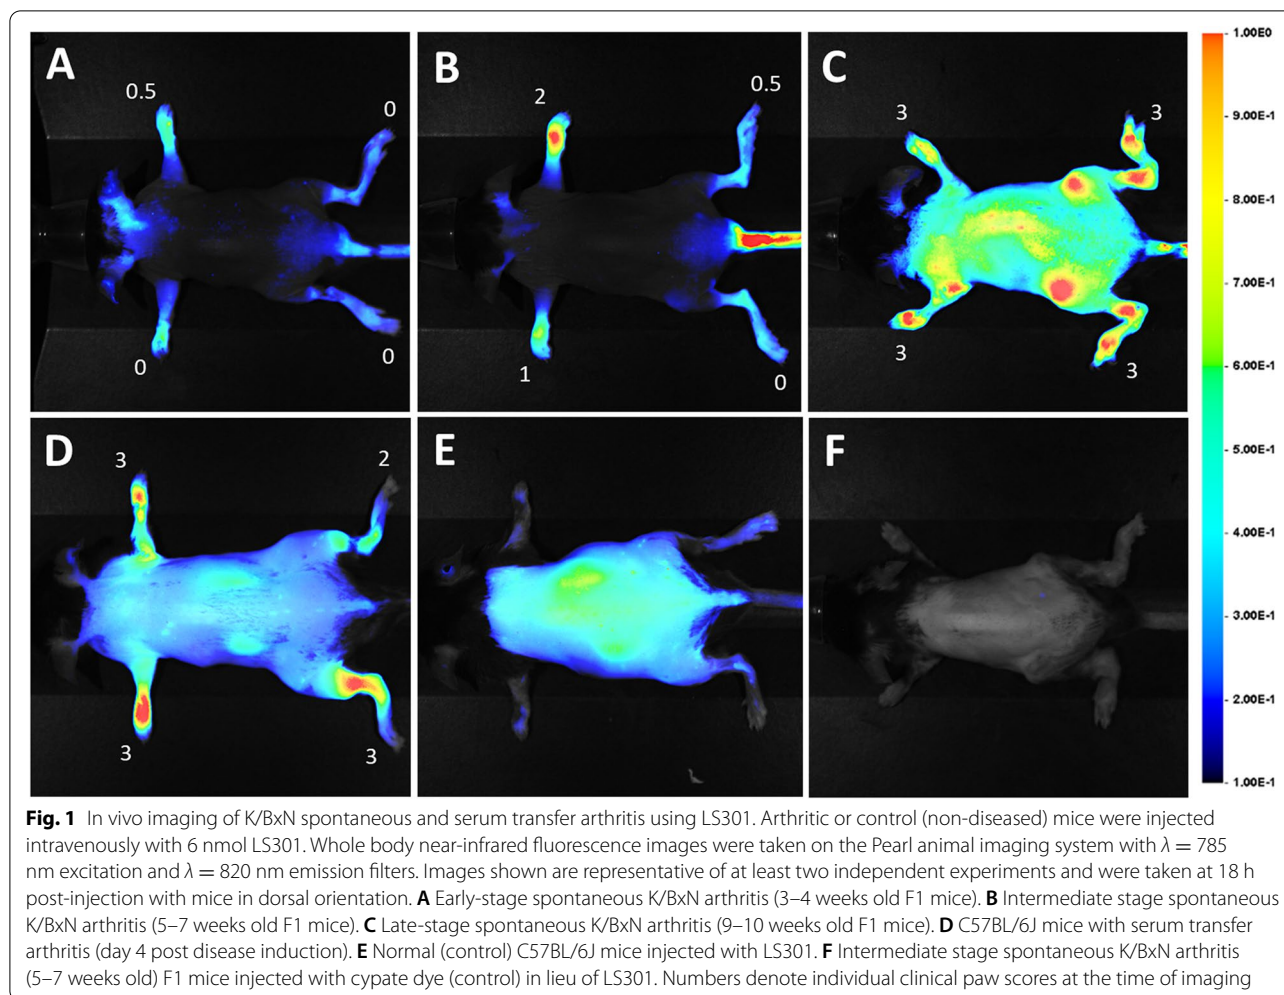 A
0.5
0
0
0
B
2
0.5
1
0
C
3
3
3
3
1.00E0
9.00E-1
8.00E-1
7.00E-1
6.00E-1
5.00E-1
4.00E-1
3.00E-1
2.00E-1
1.00E-1
D
3
2
3
3
E
F
Fig. 1 In vivo imaging of K/BxN spontaneous and serum transfer arthritis using LS301. Arthritic or control (non-diseased) mice were injected
intravenously with 6 nmol LS301. Whole body near-infrared fluorescence images were taken on the Pearl animal imaging system with λ = 785
nm excitation and λ = 820 nm emission filters. Images shown are representative of at least two independent experiments and were taken at 18 h
post-injection with mice in dorsal orientation. A Early-stage spontaneous K/BxN arthritis (3–4 weeks old F1 mice). B Intermediate stage spontaneous
K/BxN arthritis (5–7 weeks old F1 mice). C Late-stage spontaneous K/BxN arthritis (9–10 weeks old F1 mice). D C57BL/6J mice with serum transfer
arthritis (day 4 post disease induction). E Normal (control) C57BL/6J mice injected with LS301. F Intermediate stage spontaneous K/BxN arthritis
(5–7 weeks old) F1 mice injected with cypate dye (control) in lieu of LS301. Numbers denote individual clinical paw scores at the time of imaging